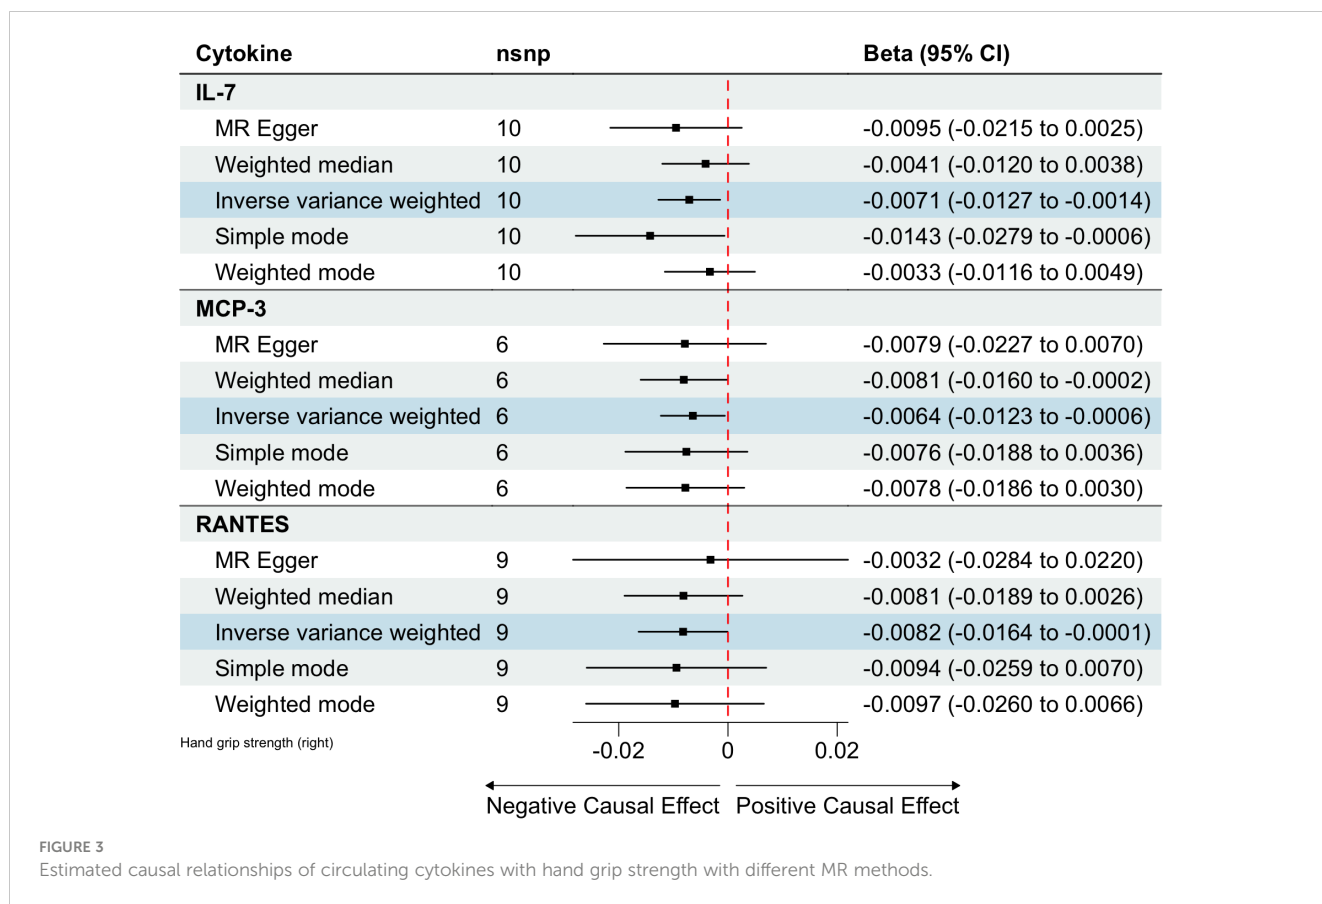 Cytokine nsnp Beta (95% CI)
IL-7
MR Egger 10 -0.0095 (-0.0215 to 0.0025)
Weighted median 10 -0.0041 (-0.0120 to 0.0038)
Inverse variance weighted 10 -0.0071 (-0.0127 to -0.0014)
Simple mode 10 -0.0143 (-0.0279 to -0.0006)
Weighted mode 10 -0.0033 (-0.0116 to 0.0049)
MCP-3
MR Egger 6 -0.0079 (-0.0227 to 0.0070)
Weighted median 6 -0.0081 (-0.0160 to -0.0002)
Inverse variance weighted 6 -0.0064 (-0.0123 to -0.0006)
Simple mode 6 -0.0076 (-0.0188 to 0.0036)
Weighted mode 6 -0.0078 (-0.0186 to 0.0030)
RANTES
MR Egger 9 -0.0032 (-0.0284 to 0.0220)
Weighted median 9 -0.0081 (-0.0189 to 0.0026)
Inverse variance weighted 9 -0.0082 (-0.0164 to -0.0001)
Simple mode 9 -0.0094 (-0.0259 to 0.0070)
Weighted mode 9 -0.0097 (-0.0260 to 0.0066)
Hand grip strength (right) -0.02 0 0.02
Negative Causal Effect Positive Causal Effect
FIGURE 3
Estimated causal relationships of circulating cytokines with hand grip strength with different MR methods.